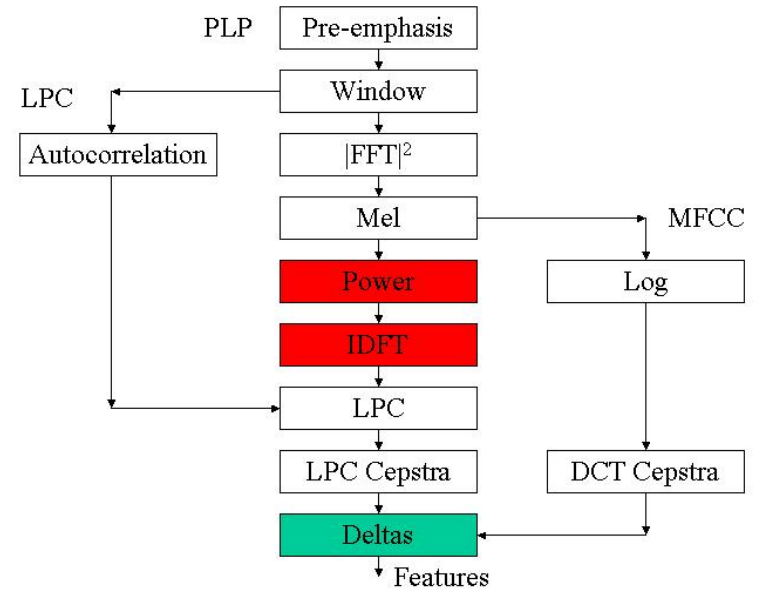 PLP
Pre-emphasis
LPC
Window
Autocorrelation
|FFT|²
Mel
MFCC
Power
Log
IDFT
LPC
LPC Cepstra
DCT Cepstra
Deltas
Features